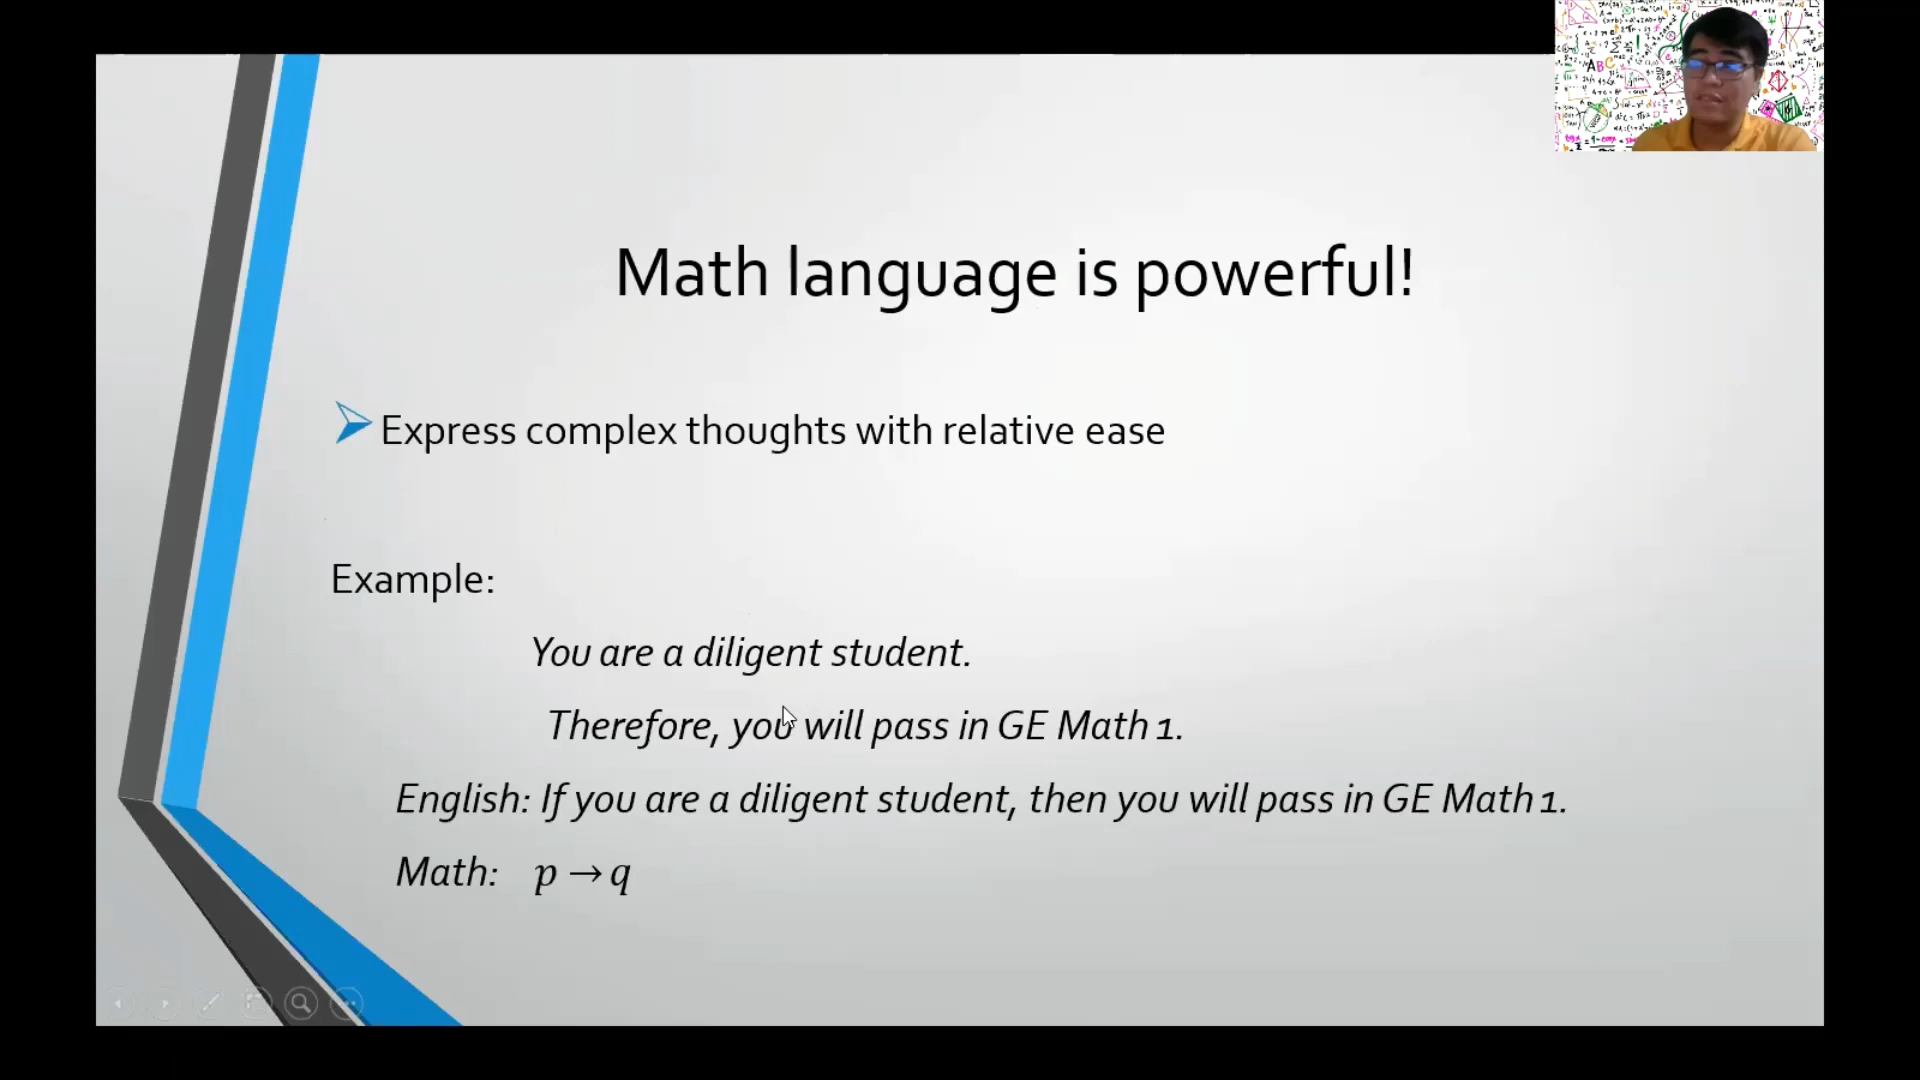 Math language is powerful!
Express complex thoughts with relative ease
Example:
You are a diligent student.
Therefore, you will pass in GE Math 1.
English: If you are a diligent student, then you will pass in GE Math 1.
Math: p → q
ABC